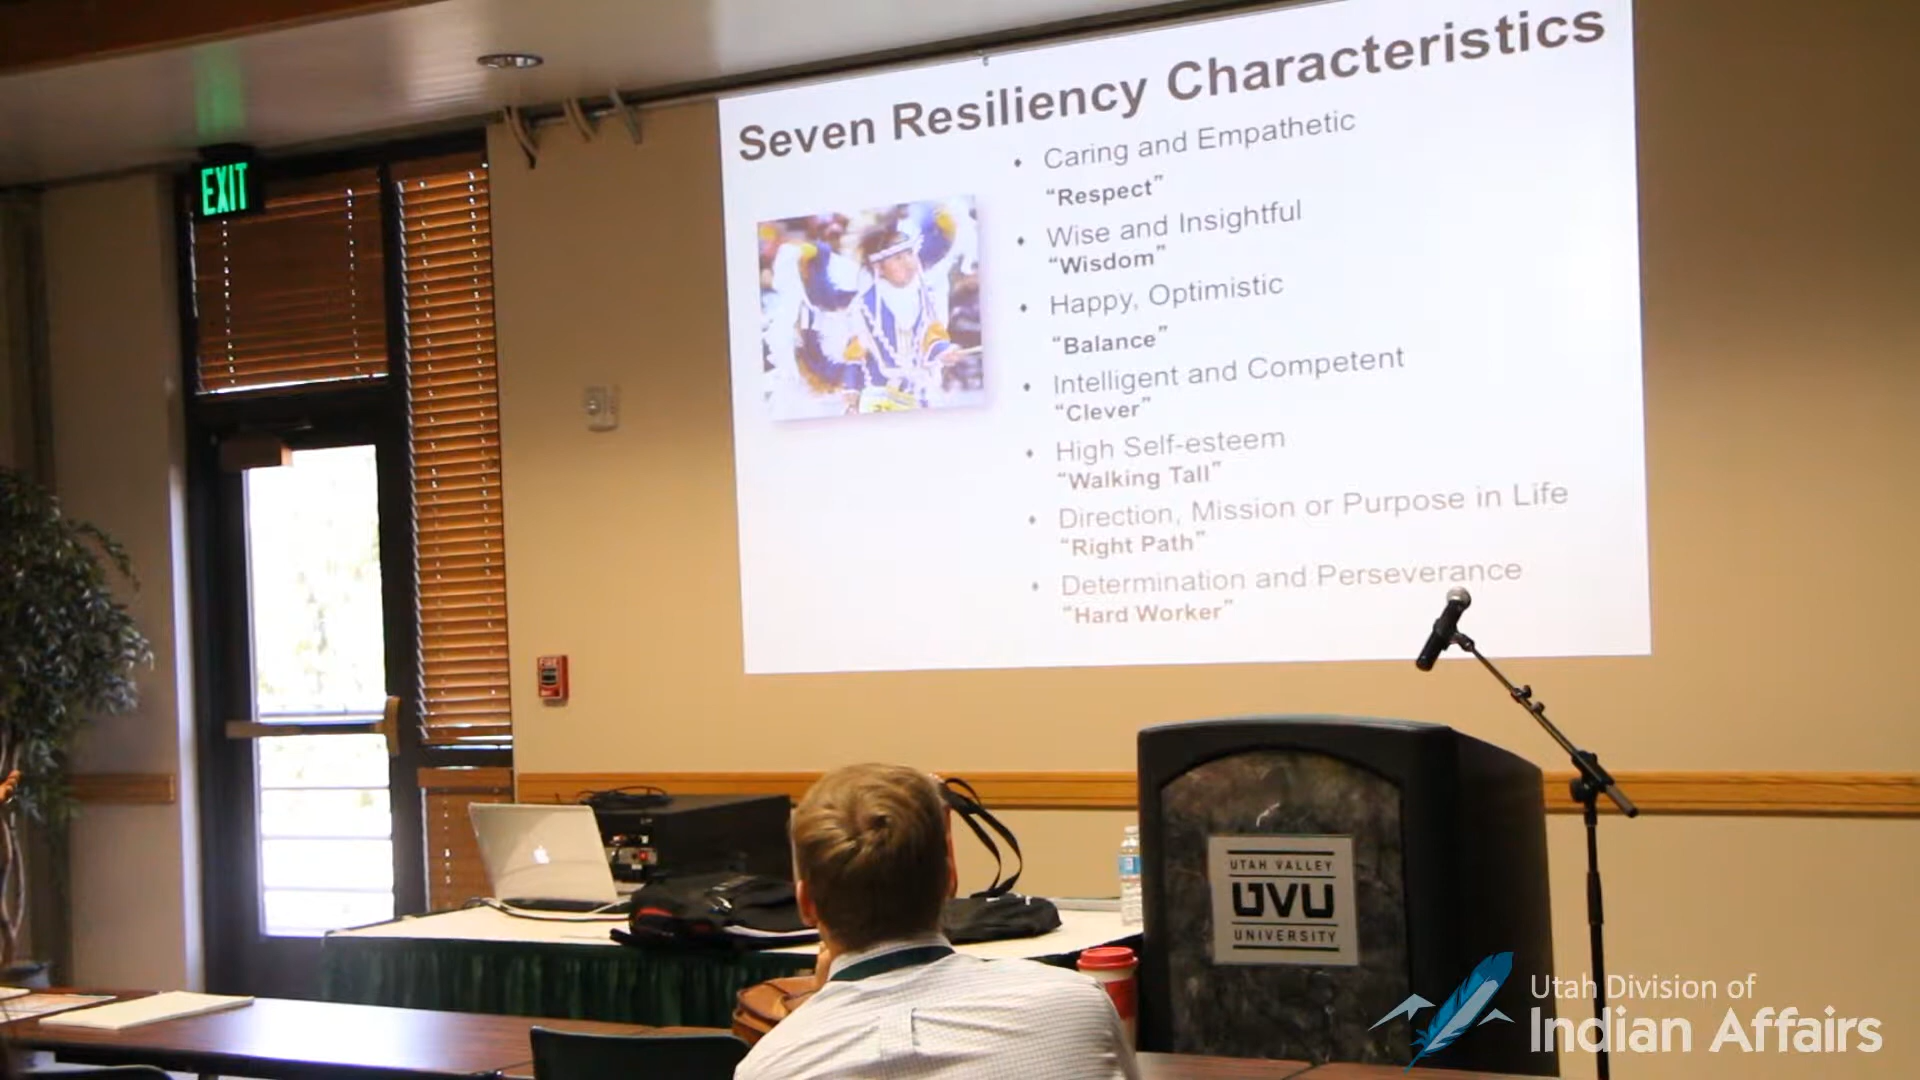 Seven Resiliency Characteristics
EXIT
• Caring and Empathetic
“Respect”
• Wise and Insightful
“Wisdom”
• Happy, Optimistic
“Balance”
• Intelligent and Competent
“Clever”
• High Self-esteem
“Walking Tall”
• Direction, Mission or Purpose in Life
“Right Path”
• Determination and Perseverance
“Hard Worker”
FIRE
UTAH VALLEY
UVU
UNIVERSITY
Utah Division of
Indian Affairs